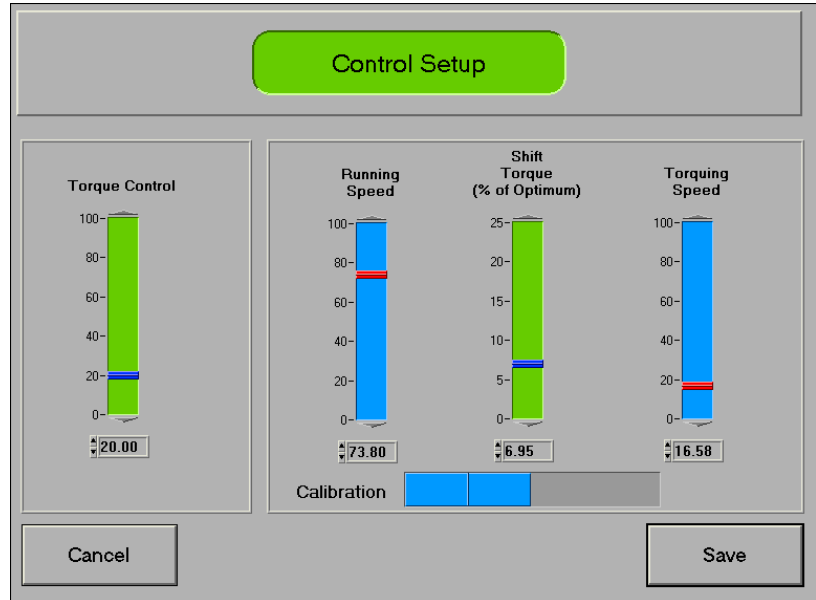 Control Setup
Torque Control
100
80
60
40
20
0
20.00
Running
Speed
100
80
60
40
20
0
73.80
Shift
Torque
(% of Optimum)
25
20
15
10
5
0
6.95
Torquing
Speed
100
80
60
40
20
0
16.58
Calibration
Cancel
Save